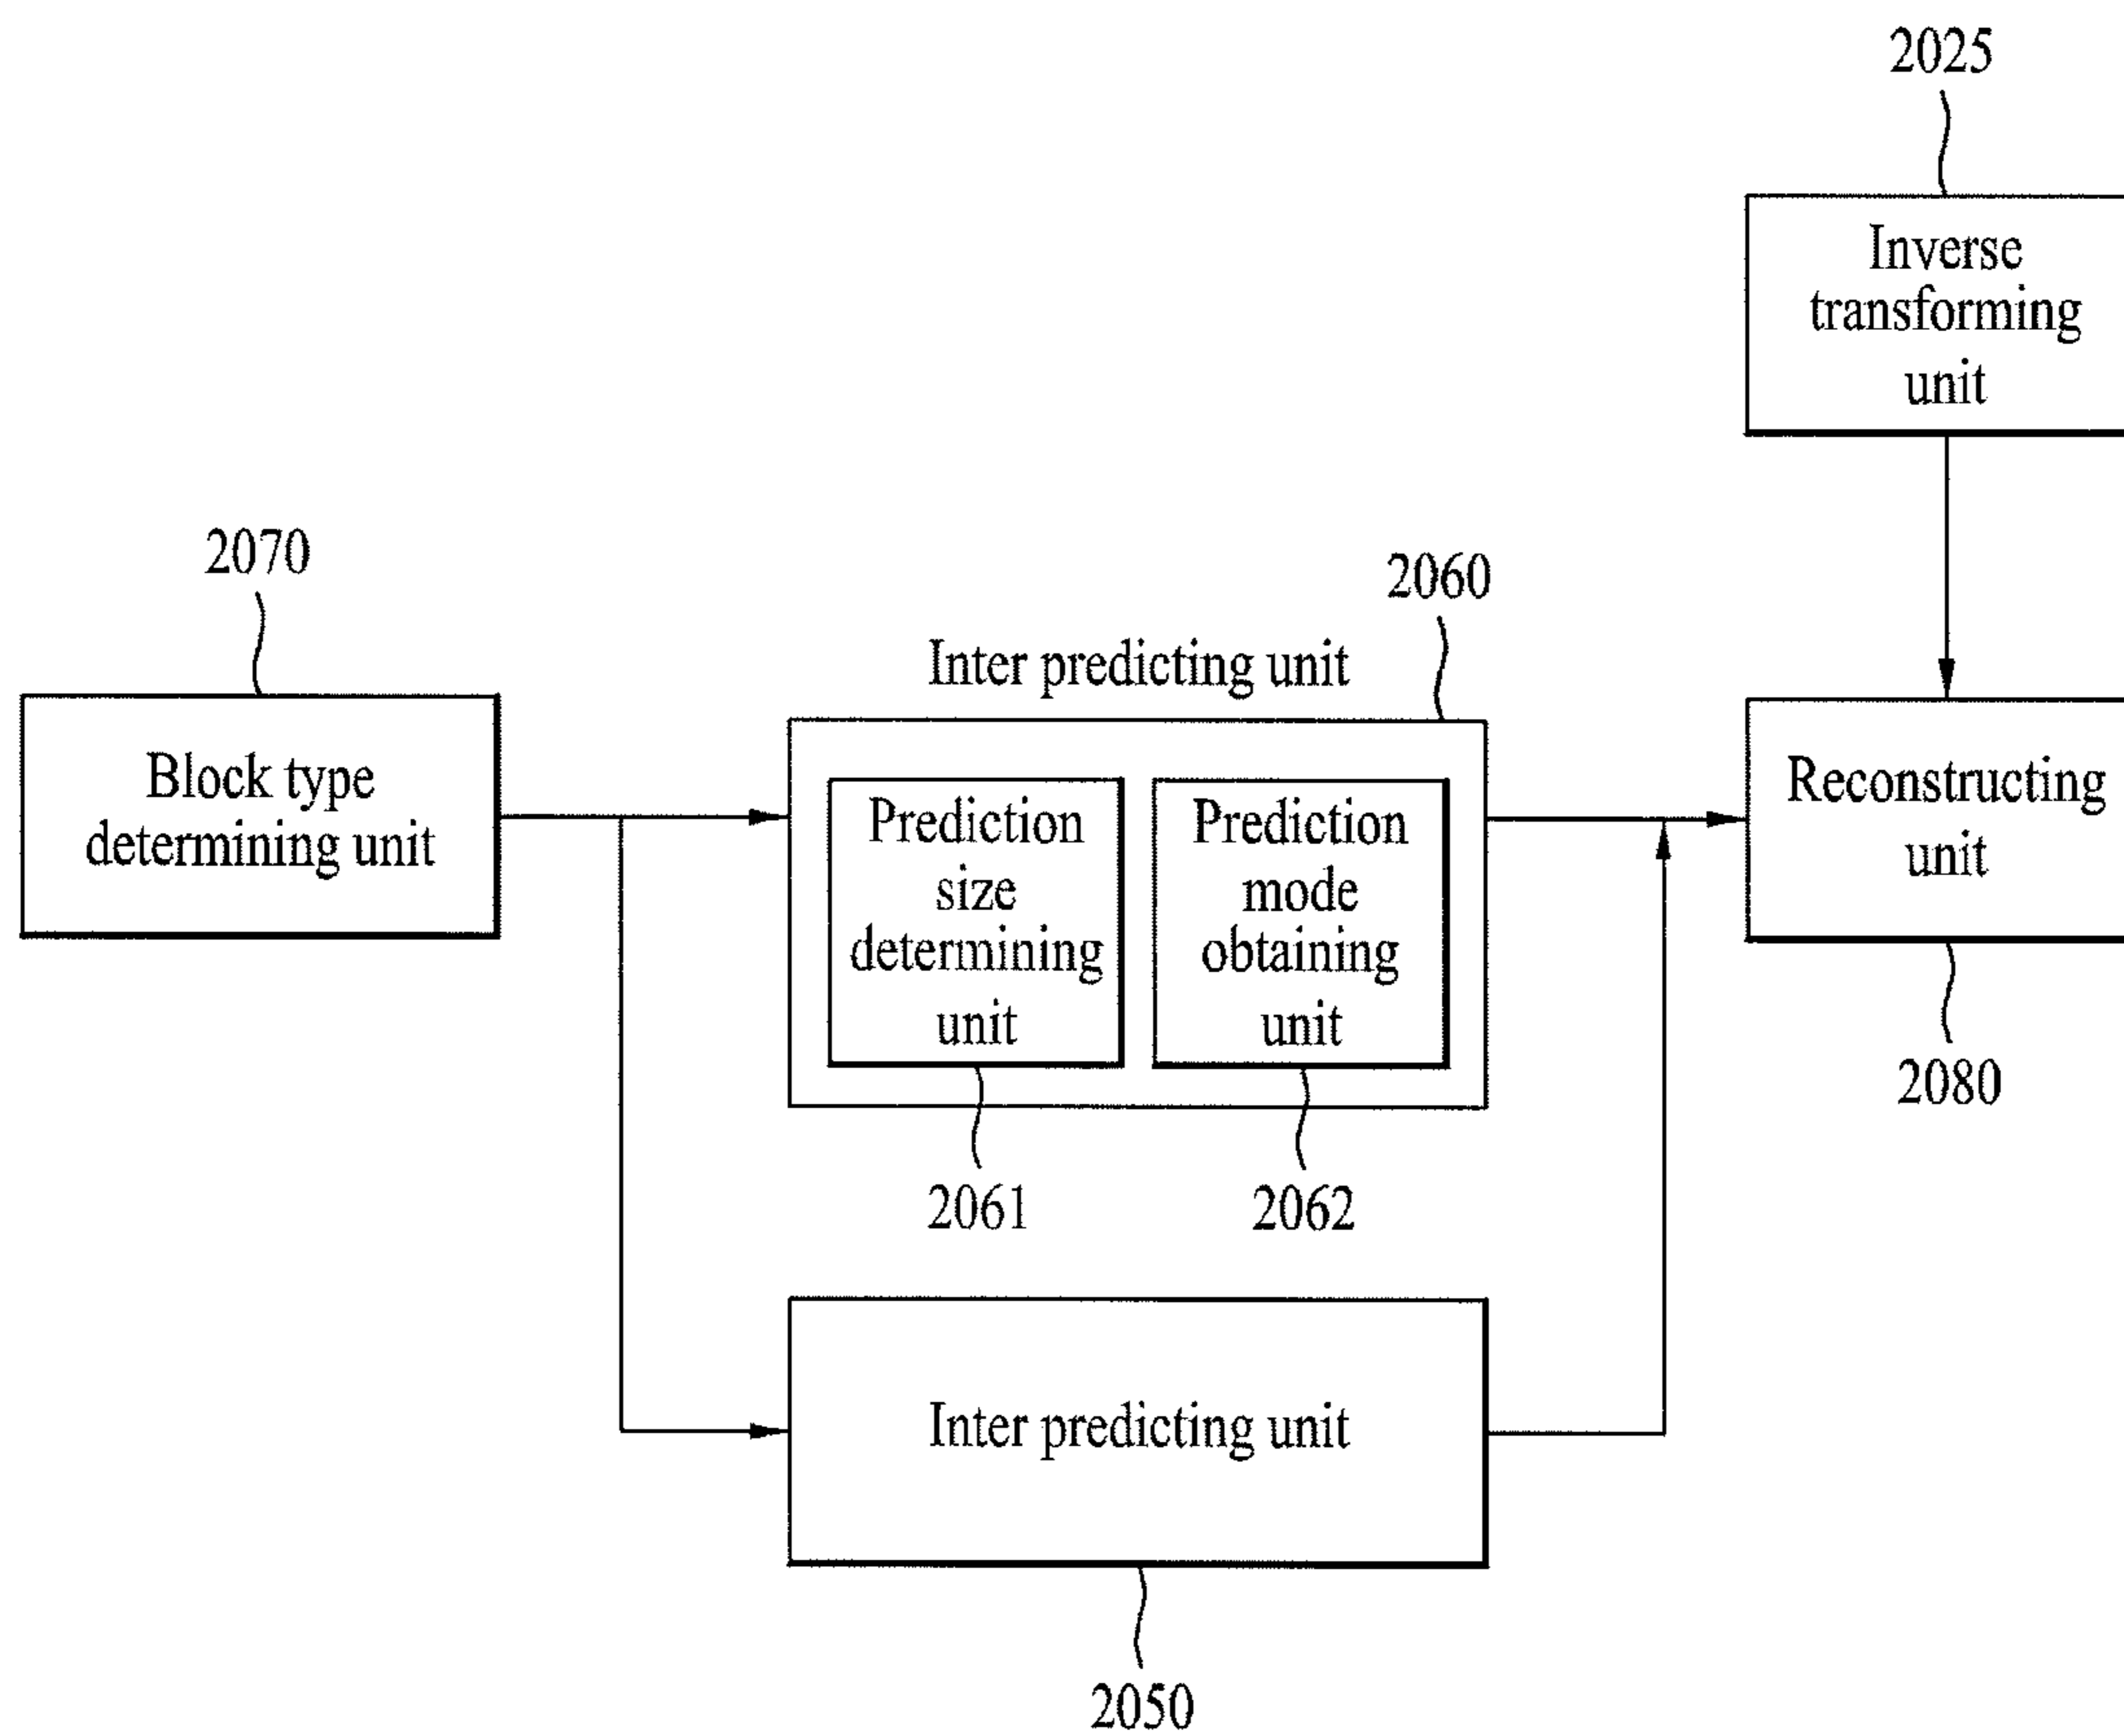 2025
Inverse
transforming
unit
2070
2060
Inter predicting unit
Block type
determining unit
Prediction
size
determining
unit
Prediction
mode
obtaining
unit
Reconstructing
unit
2061
2062
2080
Inter predicting unit
2050